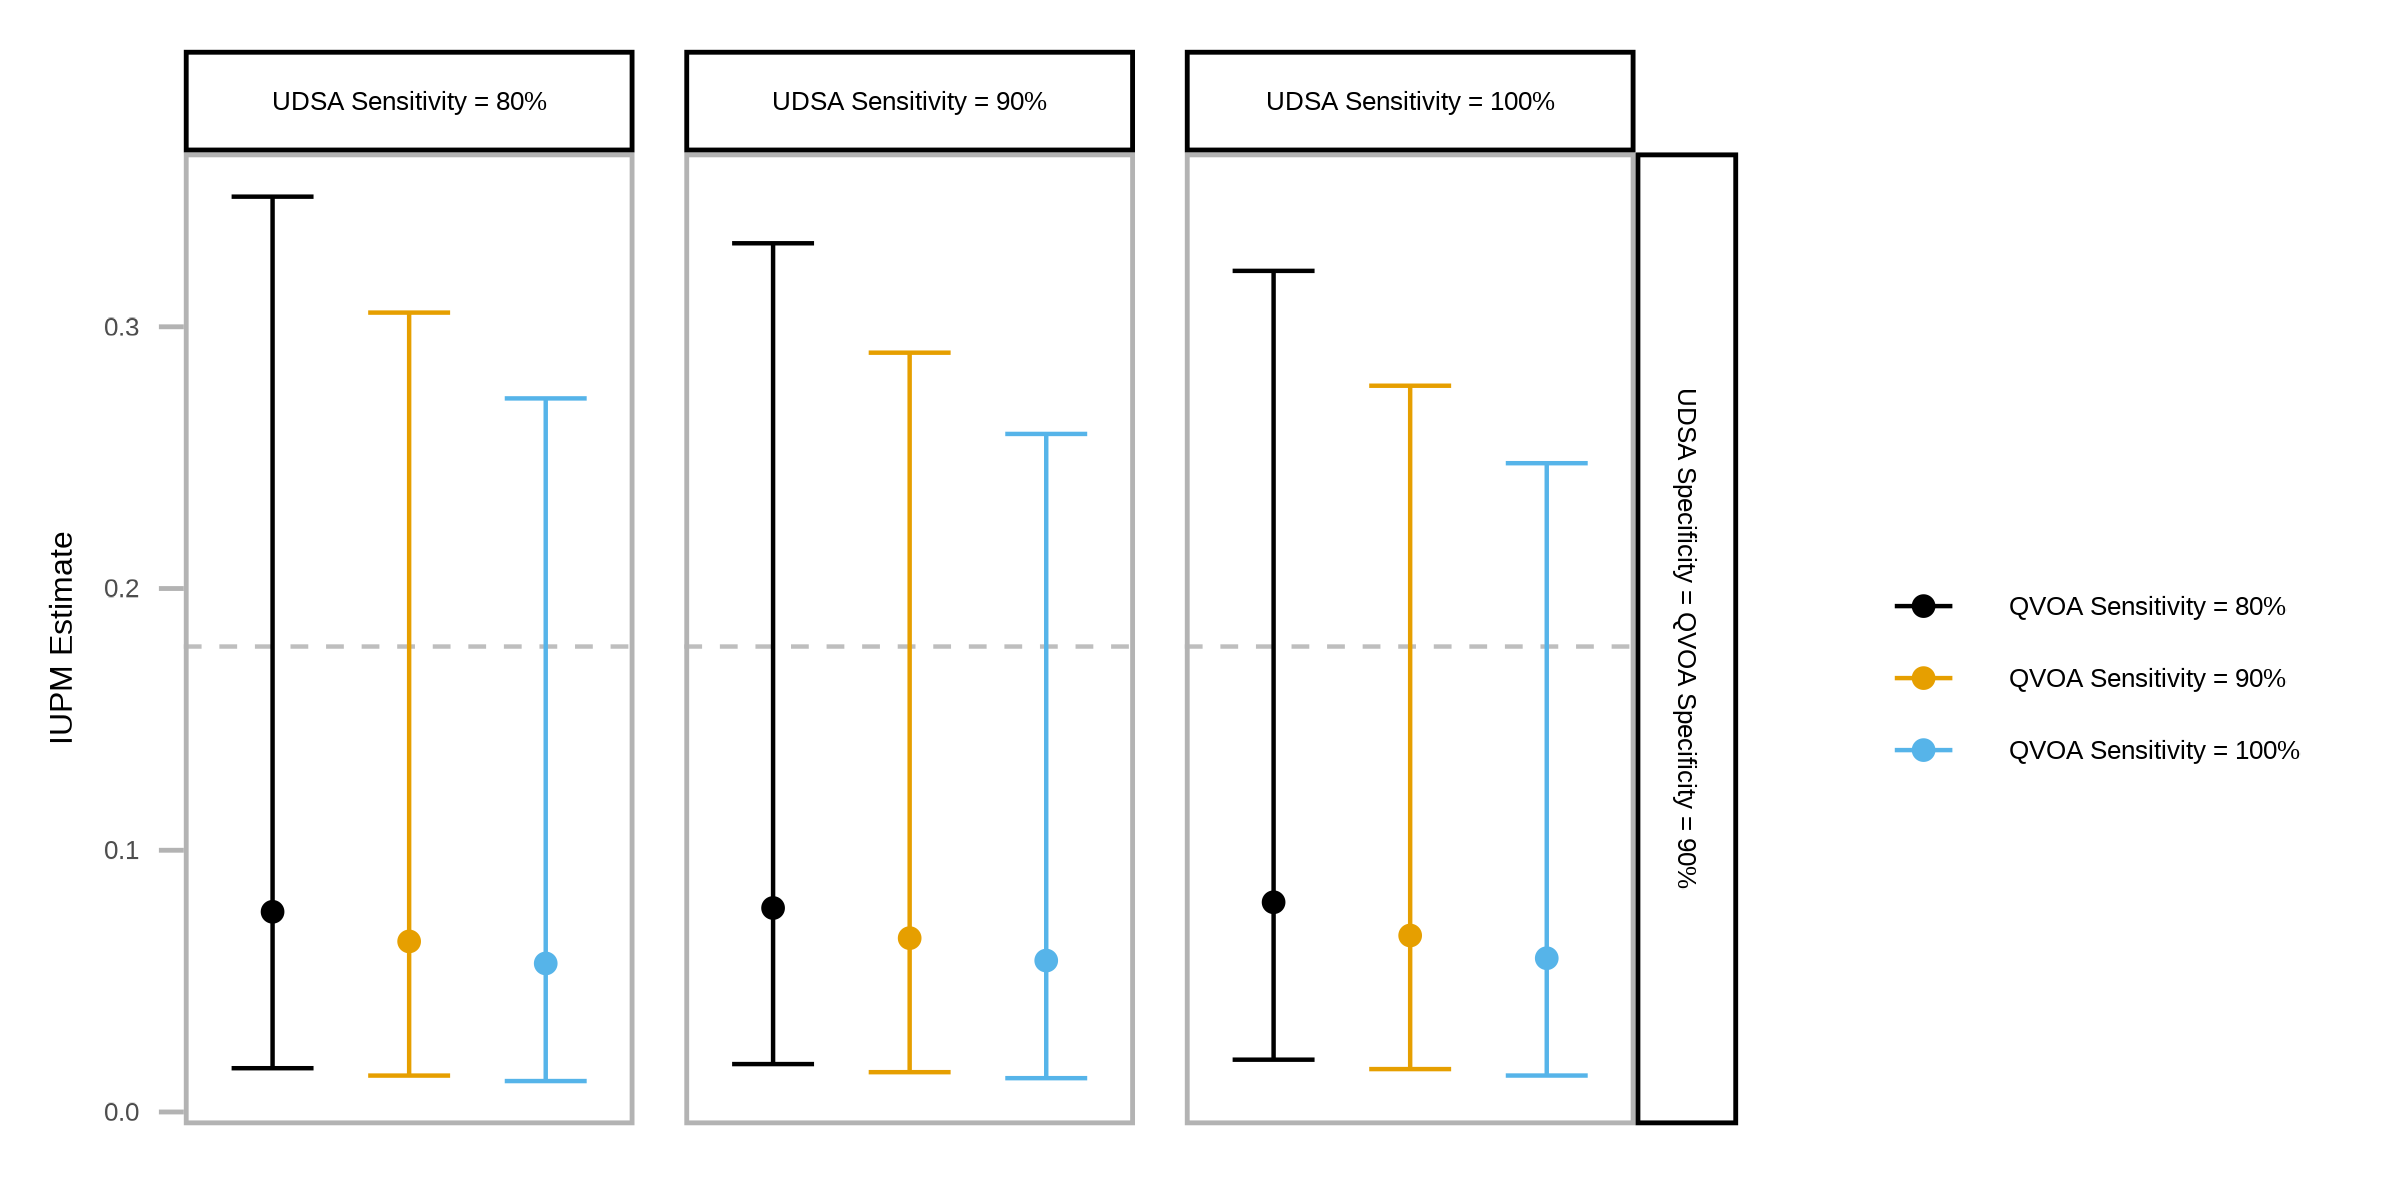 UDSA Sensitivity = 80%
UDSA Sensitivity = 90%
UDSA Sensitivity = 100%
IUPM Estimate
0.3
0.2
0.1
0.0
UDSA Specificity = QVOA Specificity = 90%
QVOA Sensitivity = 80%
QVOA Sensitivity = 90%
QVOA Sensitivity = 100%